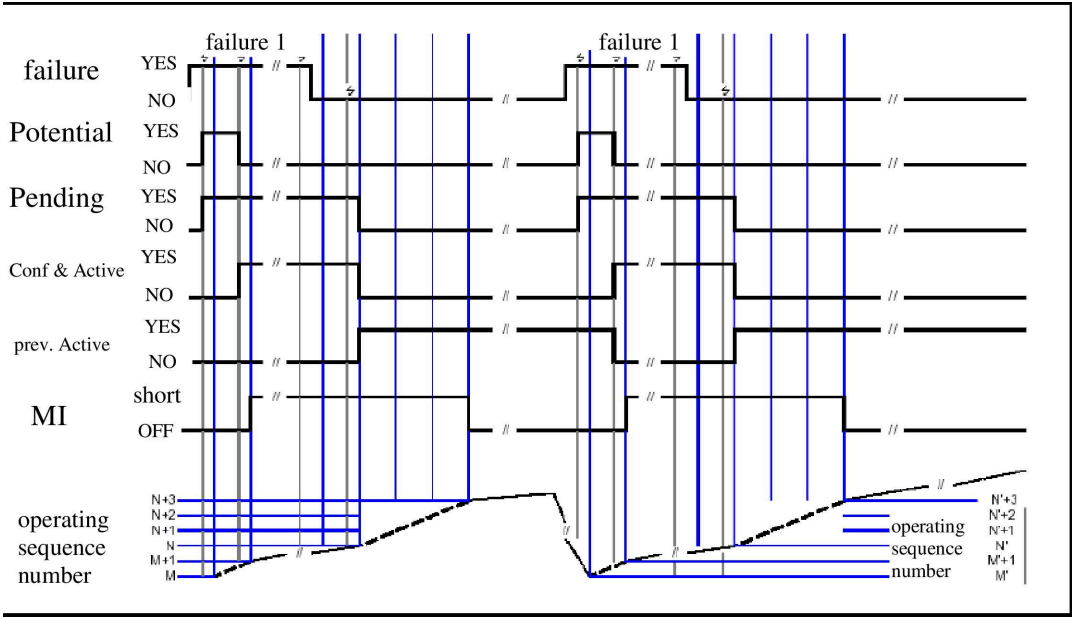 failure 1
failure 1
failure
YES
NO
Potential
YES
NO
Pending
YES
NO
Conf & Active
YES
NO
prev. Active
YES
NO
MI
short
OFF
operating
sequence
number
N+3
N+2
N+1
N
M+1
M
operating
sequence
number
N'+3
N'+2
N'+1
N'
M'+1
M'